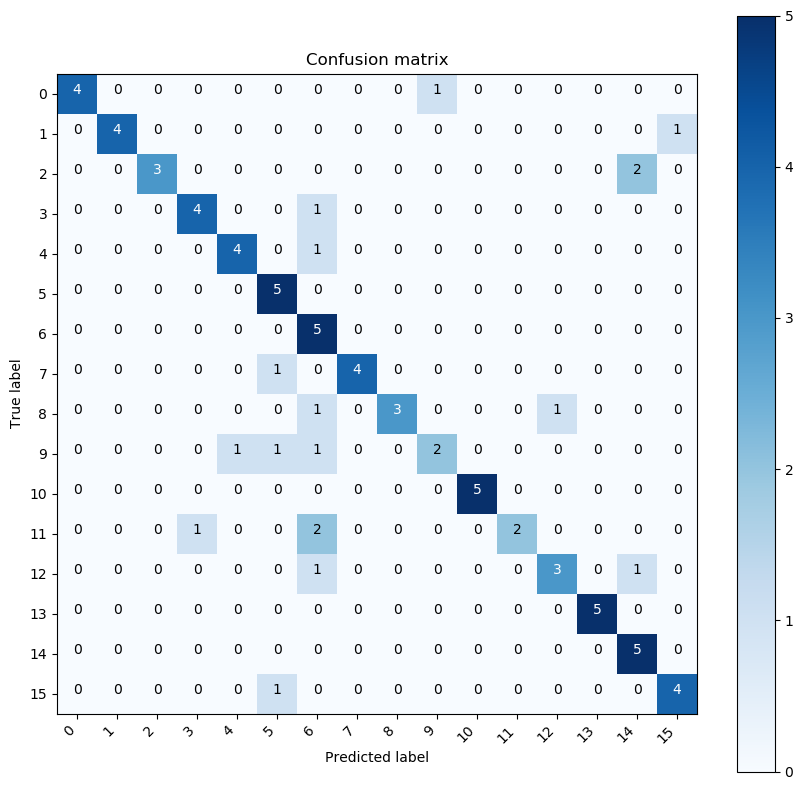 Confusion matrix
0 4 0 0 0 0 0 0 0 0 1 0 0 0 0 0 0
1 0 4 0 0 0 0 0 0 0 0 0 0 0 0 0 1
2 0 0 3 0 0 0 0 0 0 0 0 0 0 0 2 0
3 0 0 0 4 0 0 1 0 0 0 0 0 0 0 0 0
4 0 0 0 0 4 0 1 0 0 0 0 0 0 0 0 0
5 0 0 0 0 0 5 0 0 0 0 0 0 0 0 0 0
6 0 0 0 0 0 0 5 0 0 0 0 0 0 0 0 0
7 0 0 0 0 0 1 0 4 0 0 0 0 0 0 0 0
8 0 0 0 0 0 0 1 0 3 0 0 0 1 0 0 0
9 0 0 0 0 1 1 1 0 0 2 0 0 0 0 0 0
10 0 0 0 0 0 0 0 0 0 0 5 0 0 0 0 0
11 0 0 0 1 0 0 2 0 0 0 0 2 0 0 0 0
12 0 0 0 0 0 0 1 0 0 0 0 0 3 0 1 0
13 0 0 0 0 0 0 0 0 0 0 0 0 0 5 0 0
14 0 0 0 0 0 0 0 0 0 0 0 0 0 0 5 0
15 0 0 0 0 0 1 0 0 0 0 0 0 0 0 0 4
0 1 2 3 4 5 6 7 8 9 10 11 12 13 14 15
Predicted label
True label
5
4
3
2
1
0